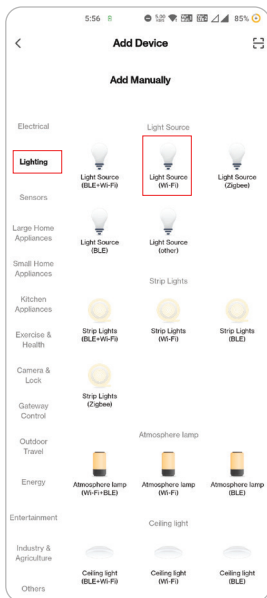 5:56
85%
Add Device
Add Manually
Electrical
Lighting
Sensors
Large Home
Appliances
Small Home
Appliances
Kitchen
Appliances
Exercise &
Health
Camera &
Lock
Gateway
Control
Outdoor
Travel
Energy
Entertainment
Industry &
Agriculture
Others
Light Source
Light Source
(BLE+Wi-Fi)
Light Source
(Wi-Fi)
Light Source
(Zigbee)
Light Source
(BLE)
Light Source
(other)
Strip Lights
Strip Lights
(BLE+Wi-Fi)
Strip Lights
(Wi-Fi)
Strip Lights
(BLE)
Strip Lights
(Zigbee)
Atmosphere lamp
Atmosphere lamp
(Wi-Fi+BLE)
Atmosphere lamp
(Wi-Fi)
Atmosphere lamp
(BLE)
Ceiling light
Ceiling light
(BLE+Wi-Fi)
Ceiling light
(Wi-Fi)
Ceiling light
(BLE)